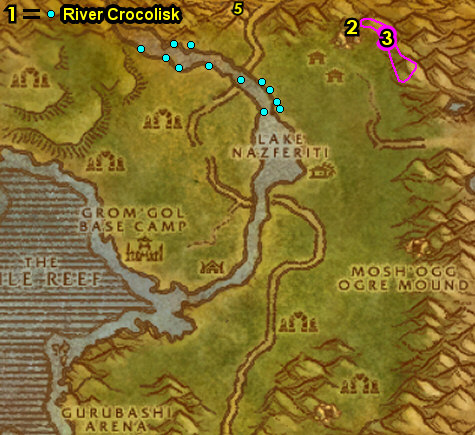 1 = River Crocolisk
5
2
3
LAKE
NAZFERITI
GROM'GOL
BASE CAMP
THE
ILE REEF
MOSH'OGG
OGRE MOUND
GURUBASHI
ARENA